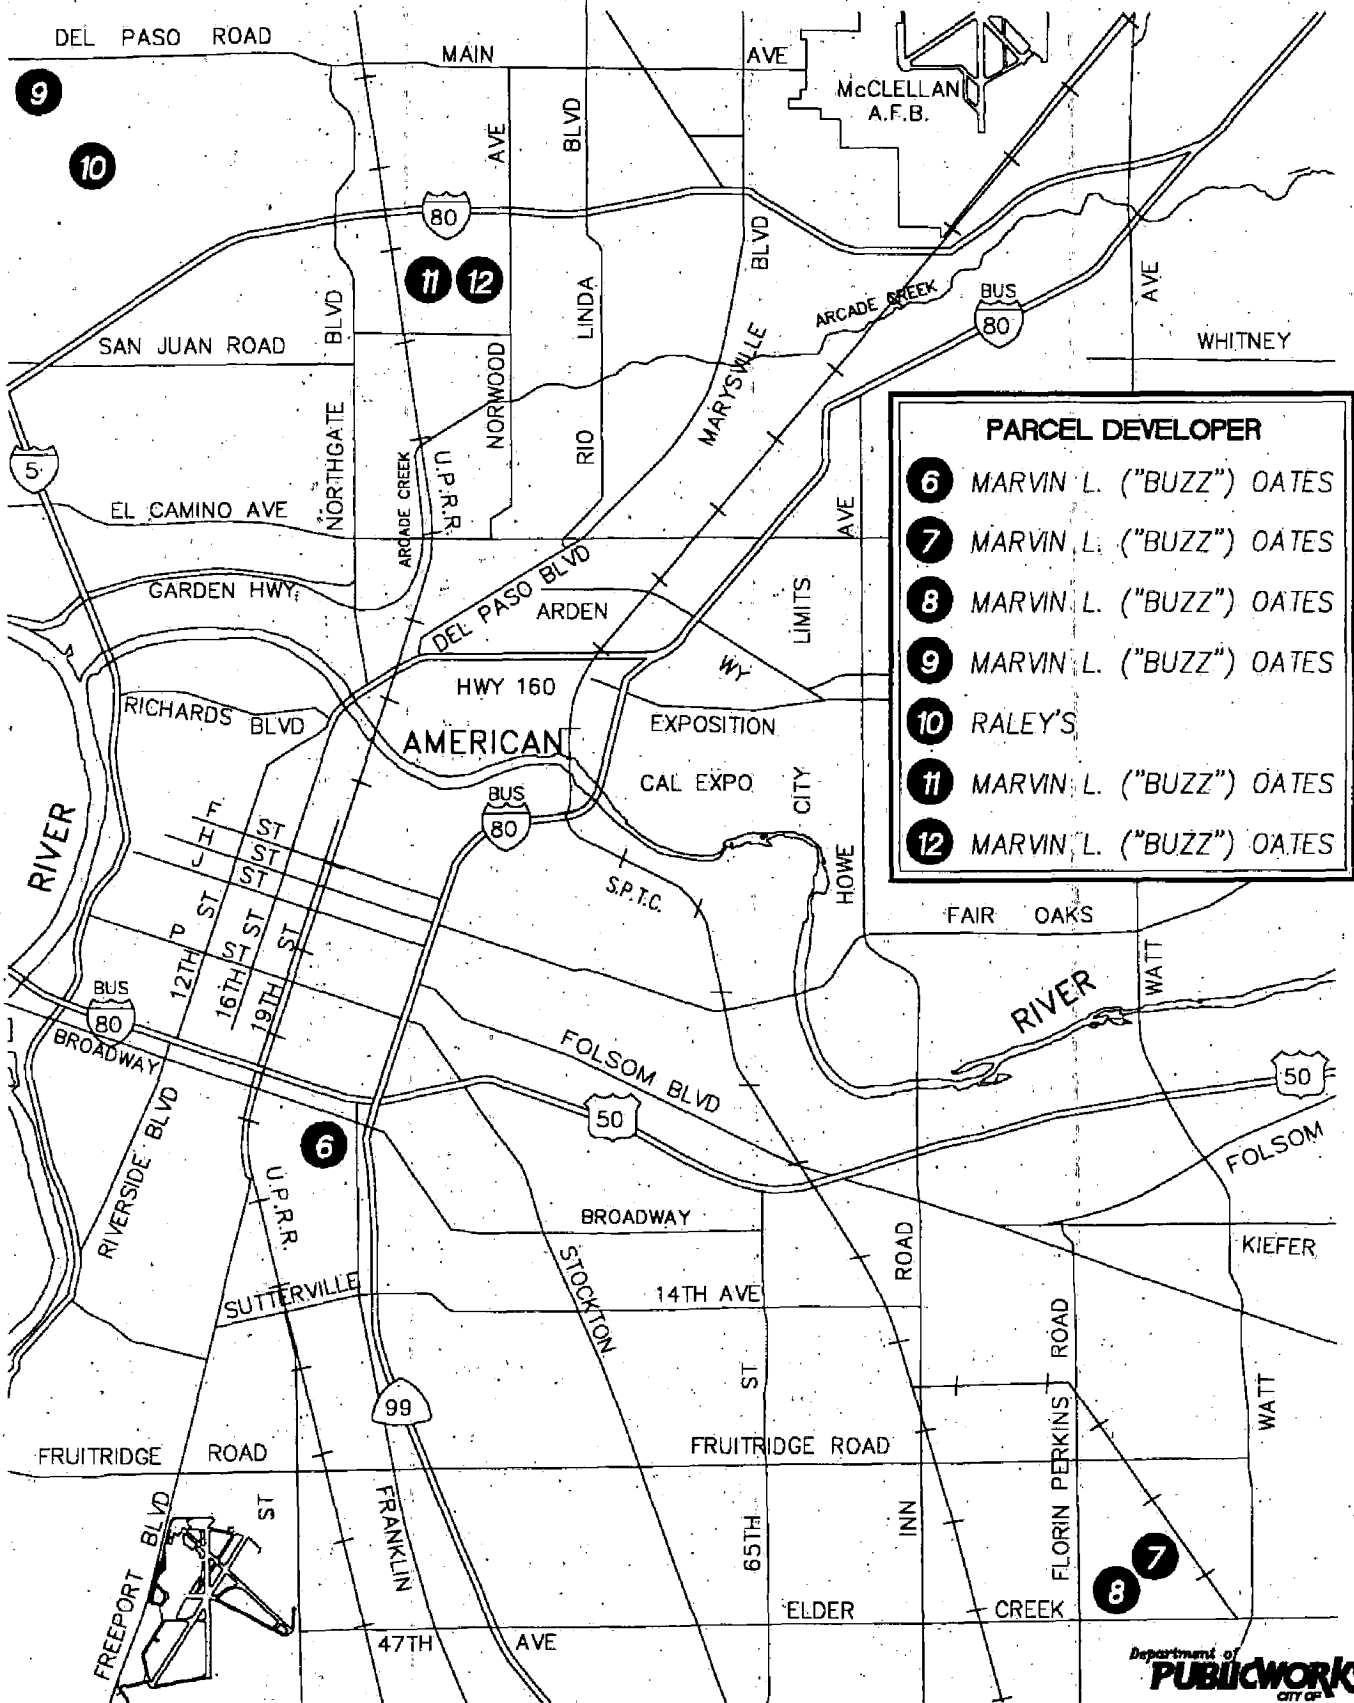 DEL PASO ROAD
MAIN AVE
McCLELLAN
A.F.B.
9
10
AVE
BLVD
80
BLVD
11
12
BLVD
LINDA
ARCADE CREEK
BUS
80
AVE
SAN JUAN ROAD
WHITNEY
NORWOOD
MARYSVILLE
5
NORTHGATE
ARCADE CREEK
U.P.R.R.
RIO
EL CAMINO AVE
AVE
PARCEL DEVELOPER
6 MARVIN L. ("BUZZ") OATES
7 MARVIN L. ("BUZZ") OATES
8 MARVIN L. ("BUZZ") OATES
9 MARVIN L. ("BUZZ") OATES
10 RALEY'S
11 MARVIN L. ("BUZZ") OATES
12 MARVIN L. ("BUZZ") OATES
GARDEN HWY
DEL PASO BLVD
ARDEN
WY
LIMITS
HWY 160
RICHARDS BLVD
EXPOSITION
AMERICAN
CAL EXPO
CITY
BUS
80
RIVER
F ST
H ST
J ST
P ST
S.P.T.C.
HOWE
FAIR OAKS
12TH ST
16TH ST
19TH ST
WATT
RIVER
BUS
80
BROADWAY
FOLSOM BLVD
50
50
RIVERSIDE BLVD
6
U.P.R.R.
FOLSOM
BROADWAY
STOCKTON
ROAD
KIEFER
SUTTERVILLE
14TH AVE
ROAD
ST
99
WATT
FRUITRIDGE ROAD
FRUITRIDGE ROAD
BLVD
ST
FRANKLIN
65TH
INN
FLORIN PERKINS
7
8
FREEPORT
47TH AVE
ELDER CREEK
Department of
PUBLIC WORKS
CITY OF